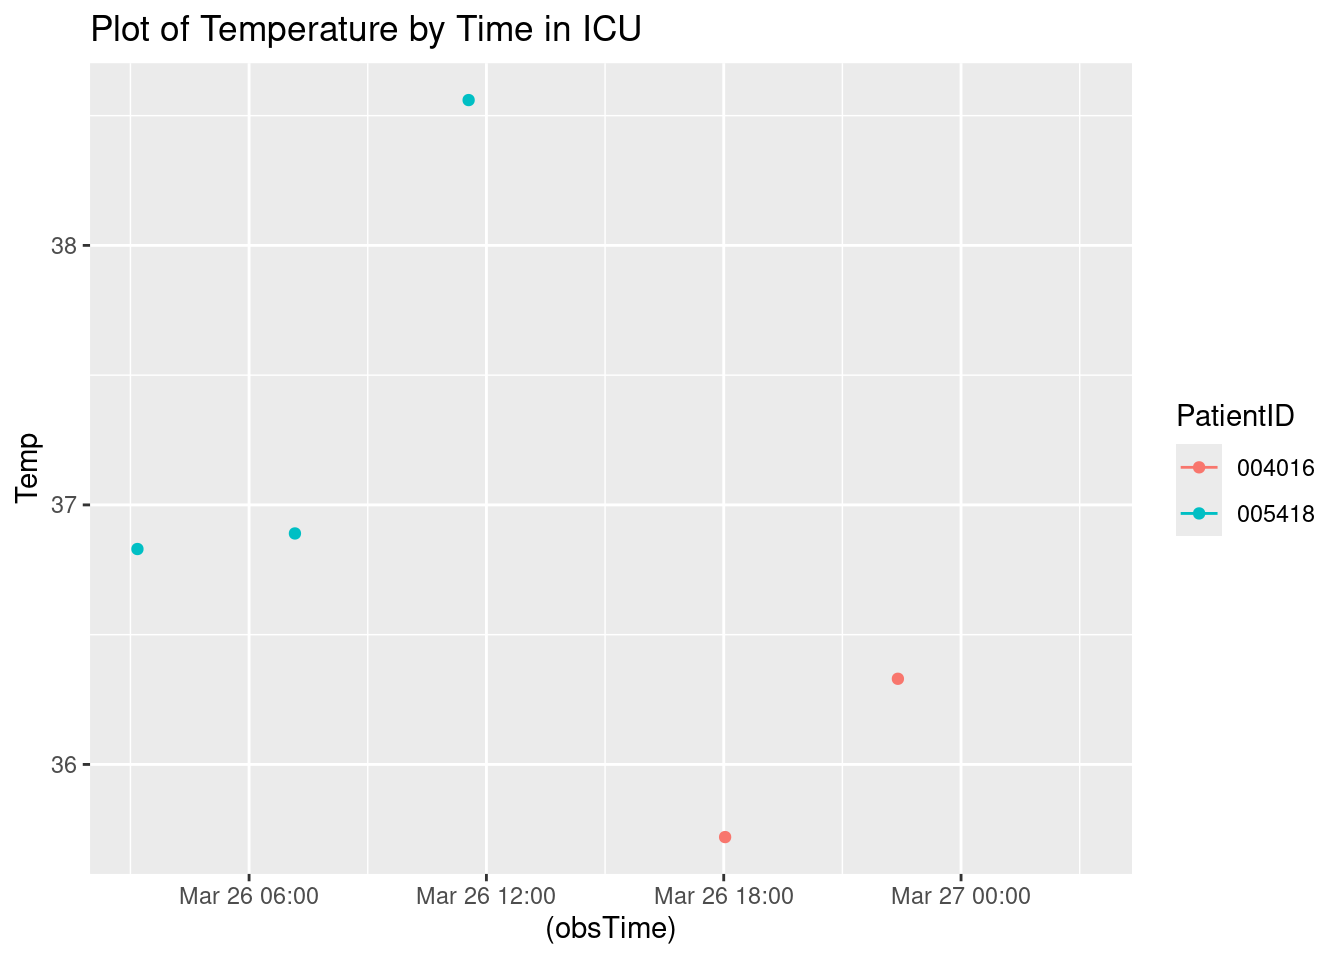 Plot of Temperature by Time in ICU
Temp
38
37
36
Mar 26 06:00
Mar 26 12:00
Mar 26 18:00
Mar 27 00:00
(obsTime)
PatientID
004016
005418